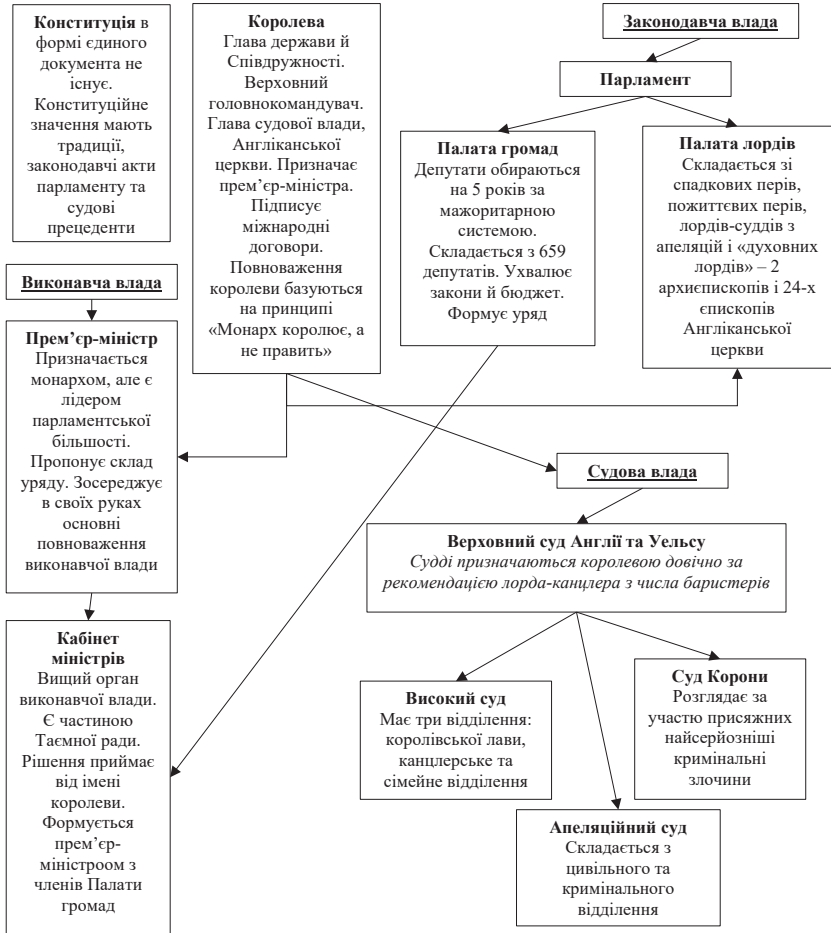 Конституція в
формі єдиного
документа не
існує.
Конституційне
значення мають
традиції,
законодавчі акти
парламенту та
судові
прецеденти
Королева
Глава держави й
Співдружності.
Верховний
головнокомандувач.
Глава судової влади,
Англіканської
церкви. Призначає
прем’єр-міністра.
Підписує
міжнародні
договори.
Повноваження
королеви базуються
на принципі
«Монарх королює, а
не править»
Законодавча влада
Парламент
Палата громад
Депутати обираються
на 5 років за
мажоритарною
системою.
Складається з 659
депутатів. Ухвалює
закони й бюджет.
Формує уряд
Палата лордів
Складається зі
спадкових перів,
пожиттєвих перів,
лордів-суддів з
апеляцій і «духовних
лордів» – 2
архиєпископів і 24-х
єпископів
Англіканської
церкви
Виконавча влада
Прем’єр-міністр
Призначається
монархом, але є
лідером
парламентської
більшості.
Пропонує склад
уряду. Зосереджує
в своїх руках
основні
повноваження
виконавчої влади
Кабінет
міністрів
Вищий орган
виконавчої влади.
Є частиною
Таємної ради.
Рішення приймає
від імені
королеви.
Формується
прем’єр-
міністроом з
членів Палати
громад
Судова влада
Верховний суд Англії та Уельсу
Судді призначаються королевою довічно за
рекомендацією лорда-канцлера з числа баристерів
Високий суд
Має три відділення:
королівської лави,
канцлерське та
сімейне відділення
Суд Корони
Розглядає за
участю присяжних
найсерйозніші
кримінальні
злочини
Апеляційний суд
Складається з
цивільного та
кримінального
відділення